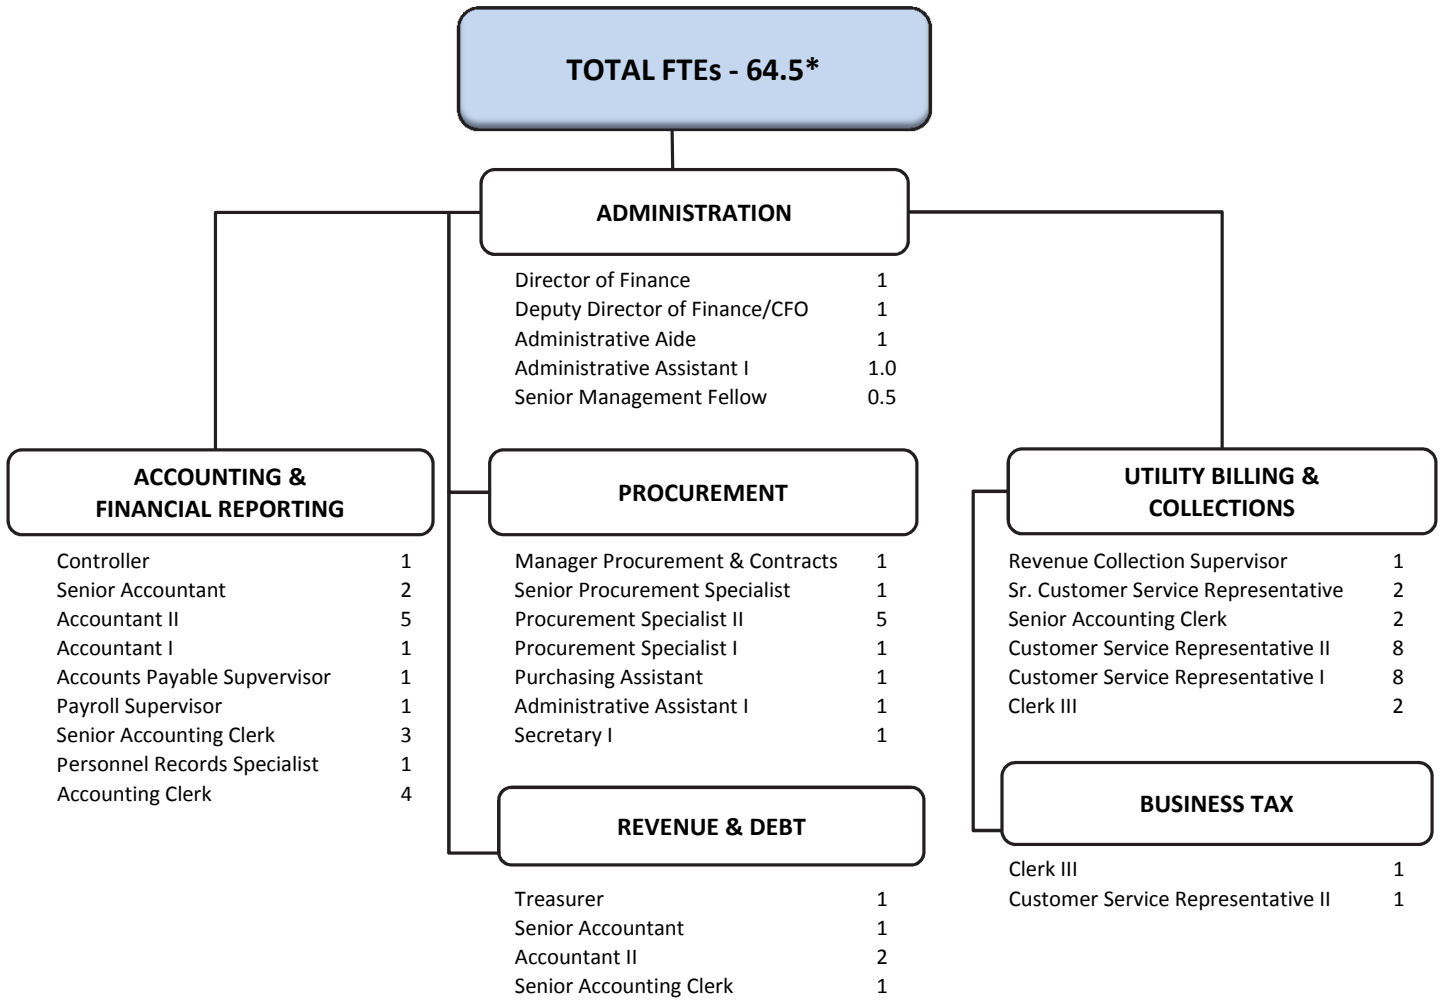 TOTAL FTEs - 64.5*
ADMINISTRATION
Director of Finance 1
Deputy Director of Finance/CFO 1
Administrative Aide 1
Administrative Assistant I 1.0
Senior Management Fellow 0.5
ACCOUNTING &
FINANCIAL REPORTING
Controller 1
Senior Accountant 2
Accountant II 5
Accountant I 1
Accounts Payable Supvervisor 1
Payroll Supervisor 1
Senior Accounting Clerk 3
Personnel Records Specialist 1
Accounting Clerk 4
PROCUREMENT
Manager Procurement & Contracts 1
Senior Procurement Specialist 1
Procurement Specialist II 5
Procurement Specialist I 1
Purchasing Assistant 1
Administrative Assistant I 1
Secretary I 1
REVENUE & DEBT
Treasurer 1
Senior Accountant 1
Accountant II 2
Senior Accounting Clerk 1
UTILITY BILLING &
COLLECTIONS
Revenue Collection Supervisor 1
Sr. Customer Service Representative 2
Senior Accounting Clerk 2
Customer Service Representative II 8
Customer Service Representative I 8
Clerk III 2
BUSINESS TAX
Clerk III 1
Customer Service Representative II 1